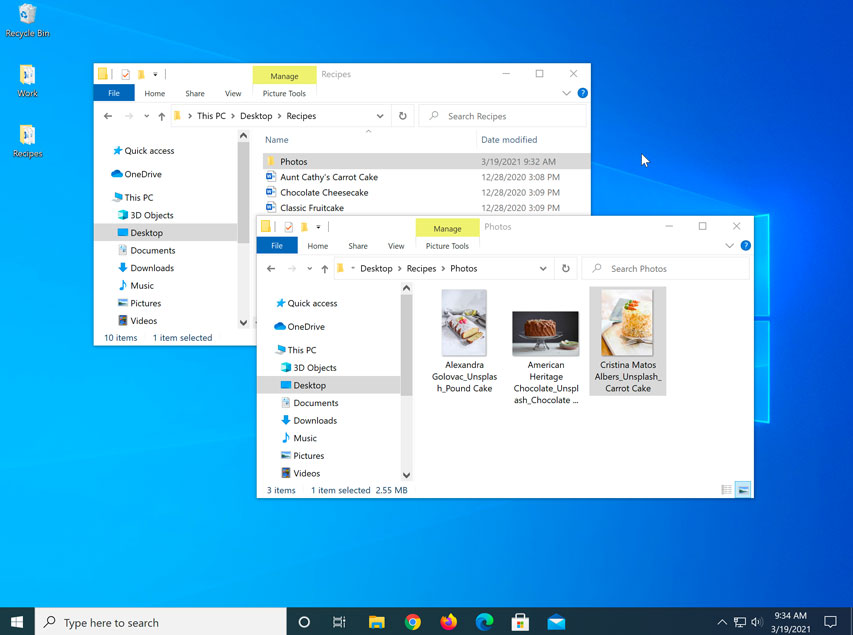 Recycle Bin
Work
Recipes
Manage
Recipes
File
Home
Share
View
Picture Tools
This PC
Desktop
Recipes
Search Recipes
Name
Date modified
Quick access
OneDrive
This PC
3D Objects
Desktop
Documents
Downloads
Music
Pictures
Videos
Photos
3/19/2021 9:32 AM
Aunt Cathy's Carrot Cake
12/28/2020 3:08 PM
Chocolate Cheesecake
12/28/2020 3:09 PM
Classic Fruitcake
12/28/2020 3:09 PM
10 items
1 item selected
Manage
Photos
File
Home
Share
View
Picture Tools
Desktop
Recipes
Photos
Search Photos
Quick access
OneDrive
This PC
3D Objects
Desktop
Documents
Downloads
Music
Pictures
Videos
Alexandra
Golovac_Unsplas
h_Pound Cake
American
Heritage
Chocolate_Unspl
ash_Chocolate ...
Cristina Matos
Albers_Unsplash_
Carrot Cake
3 items
1 item selected
2.55 MB
Type here to search
9:34 AM
3/19/2021